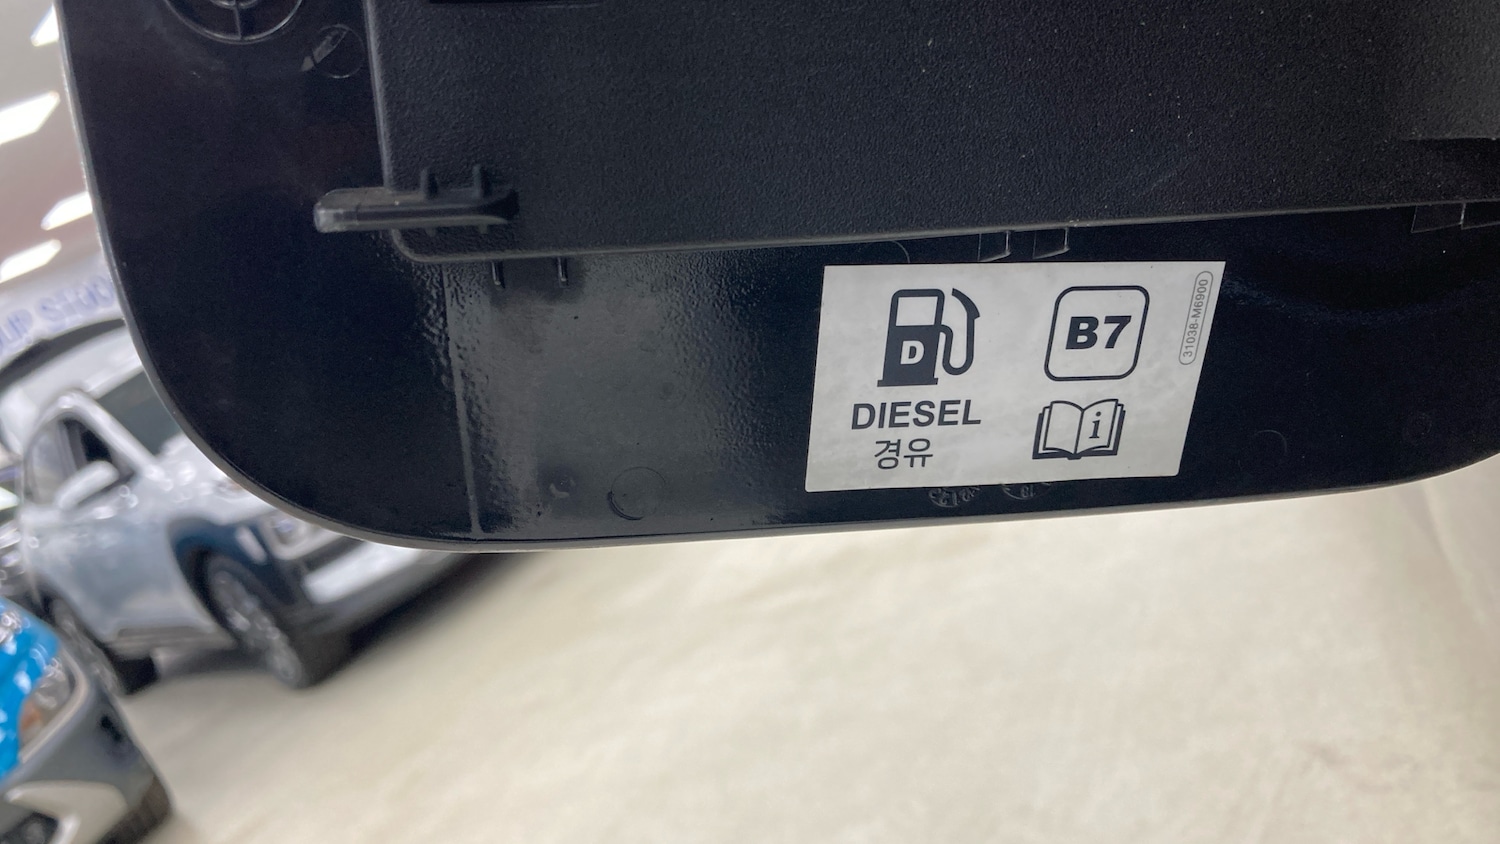 D
DIESEL
경유
B7
i
31038-M6900